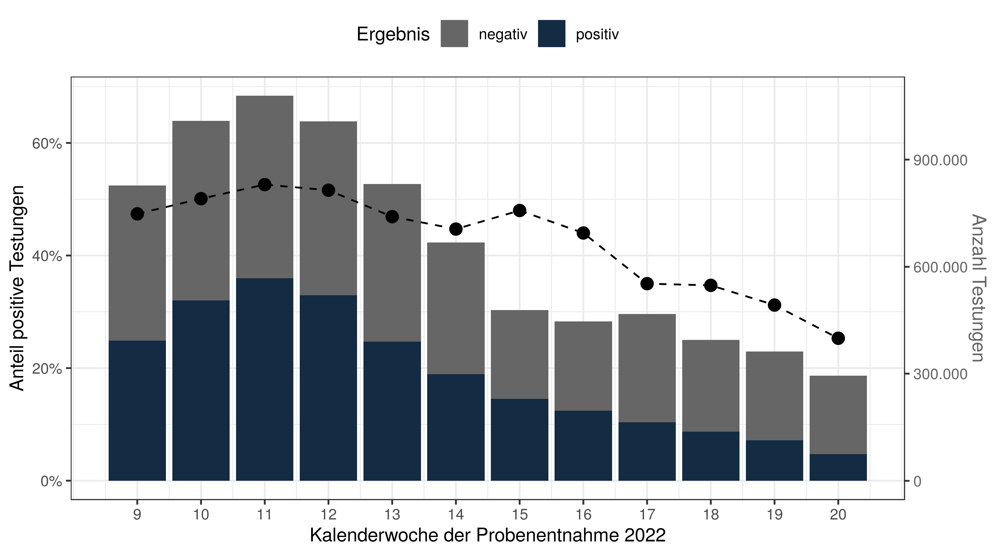 Ergebnis negativ positiv
Anteil positive Testungen
60%
40%
20%
0%
900.000
600.000
300.000
0
Anzahl Testungen
9 10 11 12 13 14 15 16 17 18 19 20
Kalenderwoche der Probenentnahme 2022